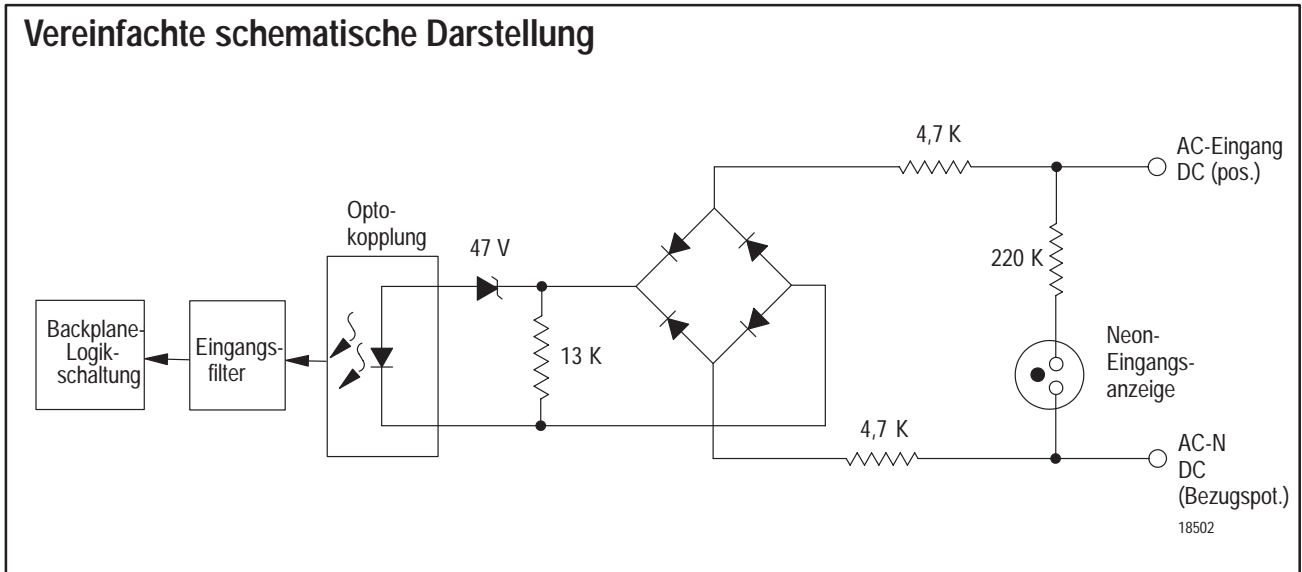 Vereinfachte schematische Darstellung
4,7 K
AC-Eingang
DC (pos.)
Opto-
kopplung
47 V
220 K
Backplane-
Logik-
schaltung
Eingangs-
filter
13 K
Neon-
Eingangs-
anzeige
4,7 K
AC-N
DC
(Bezugspot.)
18502